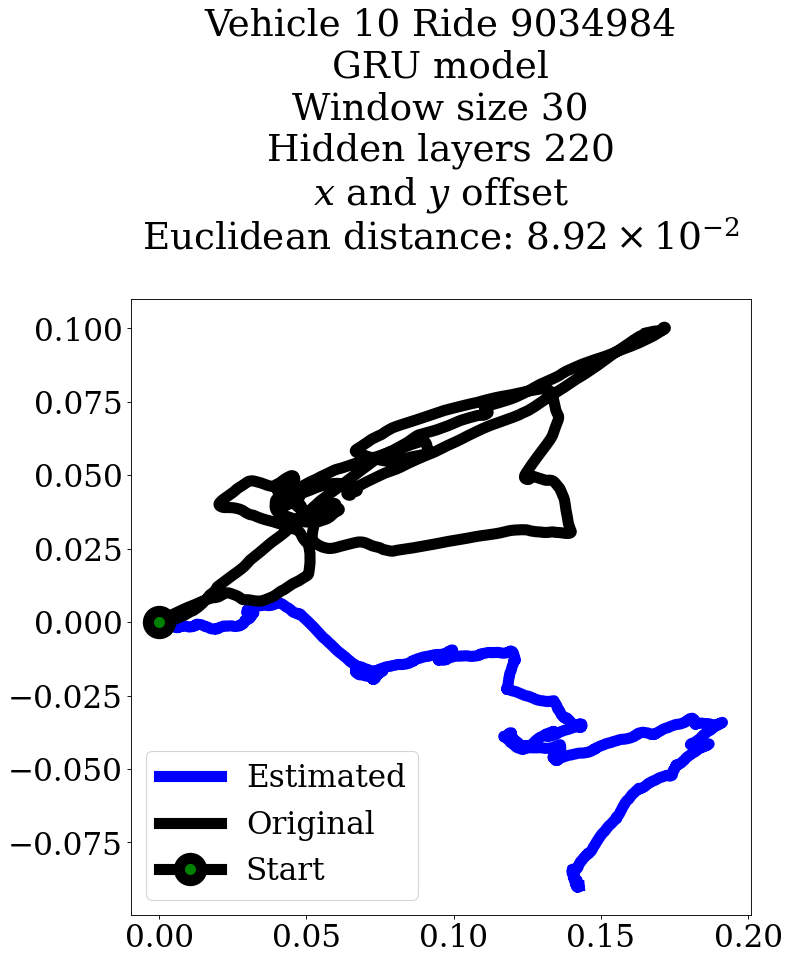 Vehicle 10 Ride 9034984
GRU model
Window size 30
Hidden layers 220
x and y offset
Euclidean distance: 8.92 × 10⁻²
0.100
0.075
0.050
0.025
0.000
−0.025
−0.050
−0.075
Estimated
Original
Start
0.00 0.05 0.10 0.15 0.20